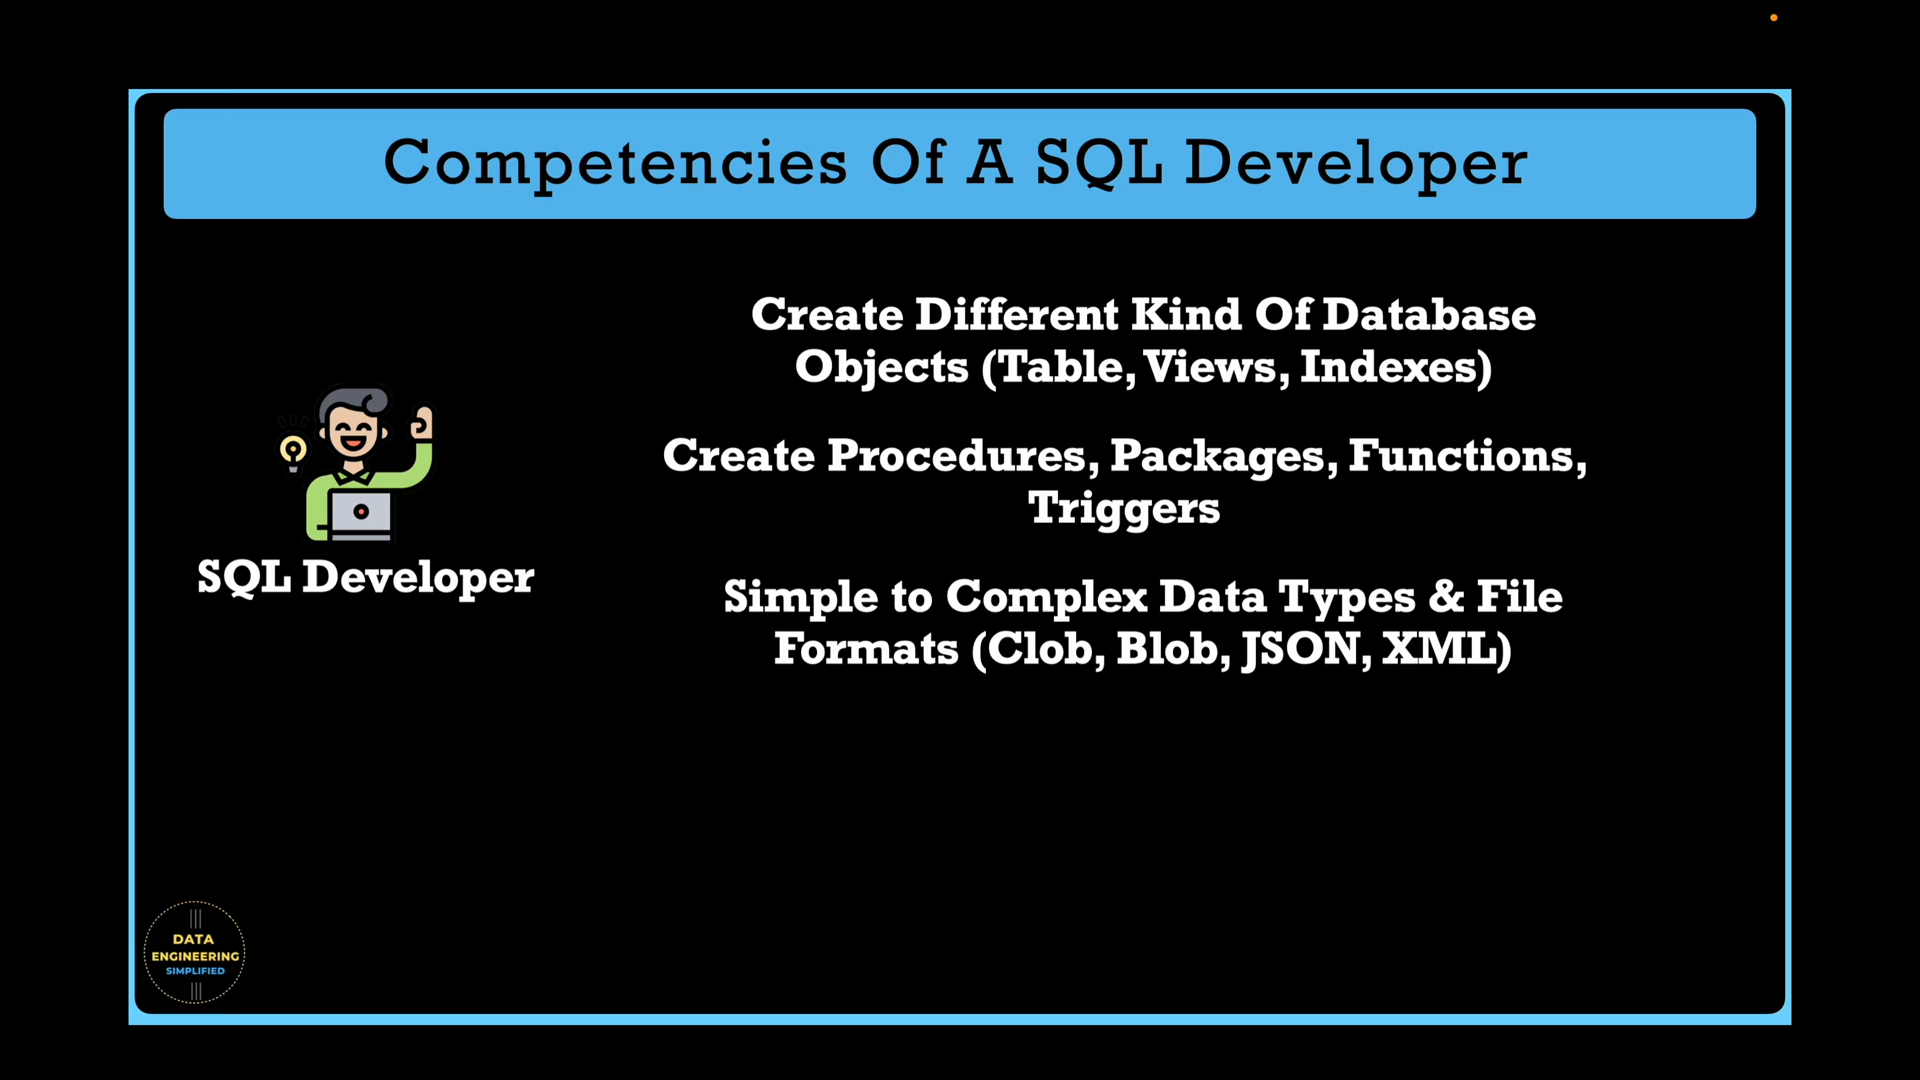 Competencies Of A SQL Developer
Create Different Kind Of Database
Objects (Table, Views, Indexes)
Create Procedures, Packages, Functions,
Triggers
SQL Developer
Simple to Complex Data Types & File
Formats (Clob, Blob, JSON, XML)
DATA
ENGINEERING
SIMPLIFIED